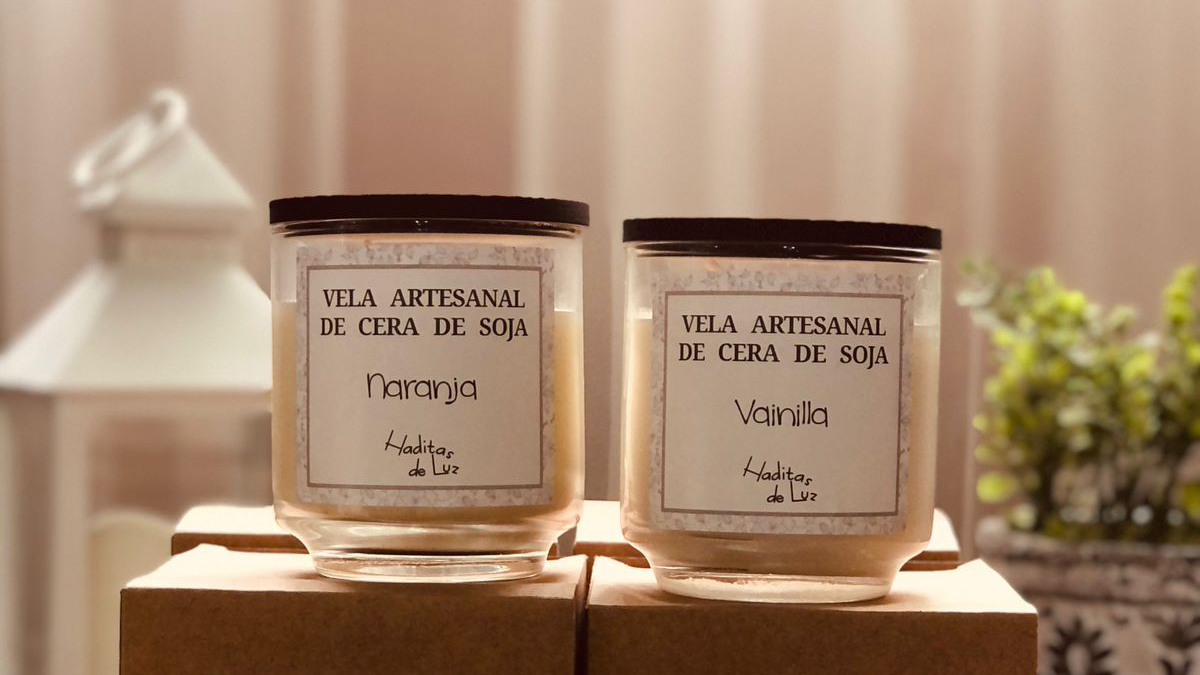 VELA ARTESANAL
DE CERA DE SOJA
Naranja
Haditas
de Luz
VELA ARTESANAL
DE CERA DE SOJA
Vainilla
Haditas
de Luz